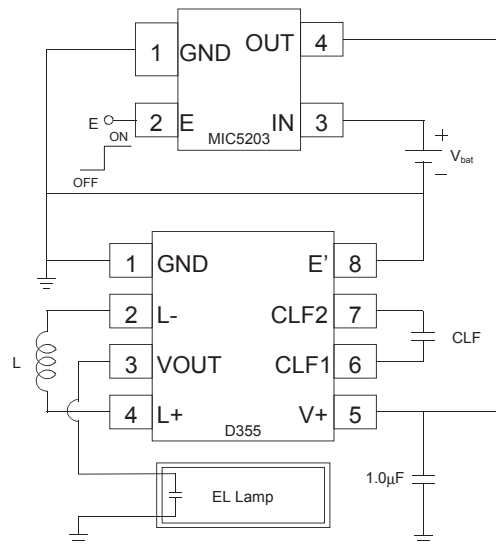 1 GND OUT 4
E ON 2 E IN 3
MIC5203
OFF
+
V bat
−
1 GND E' 8
2 L- CLF2 7
L CLF
3 VOUT CLF1 6
4 L+ V+ 5
D355
1.0µF
EL Lamp